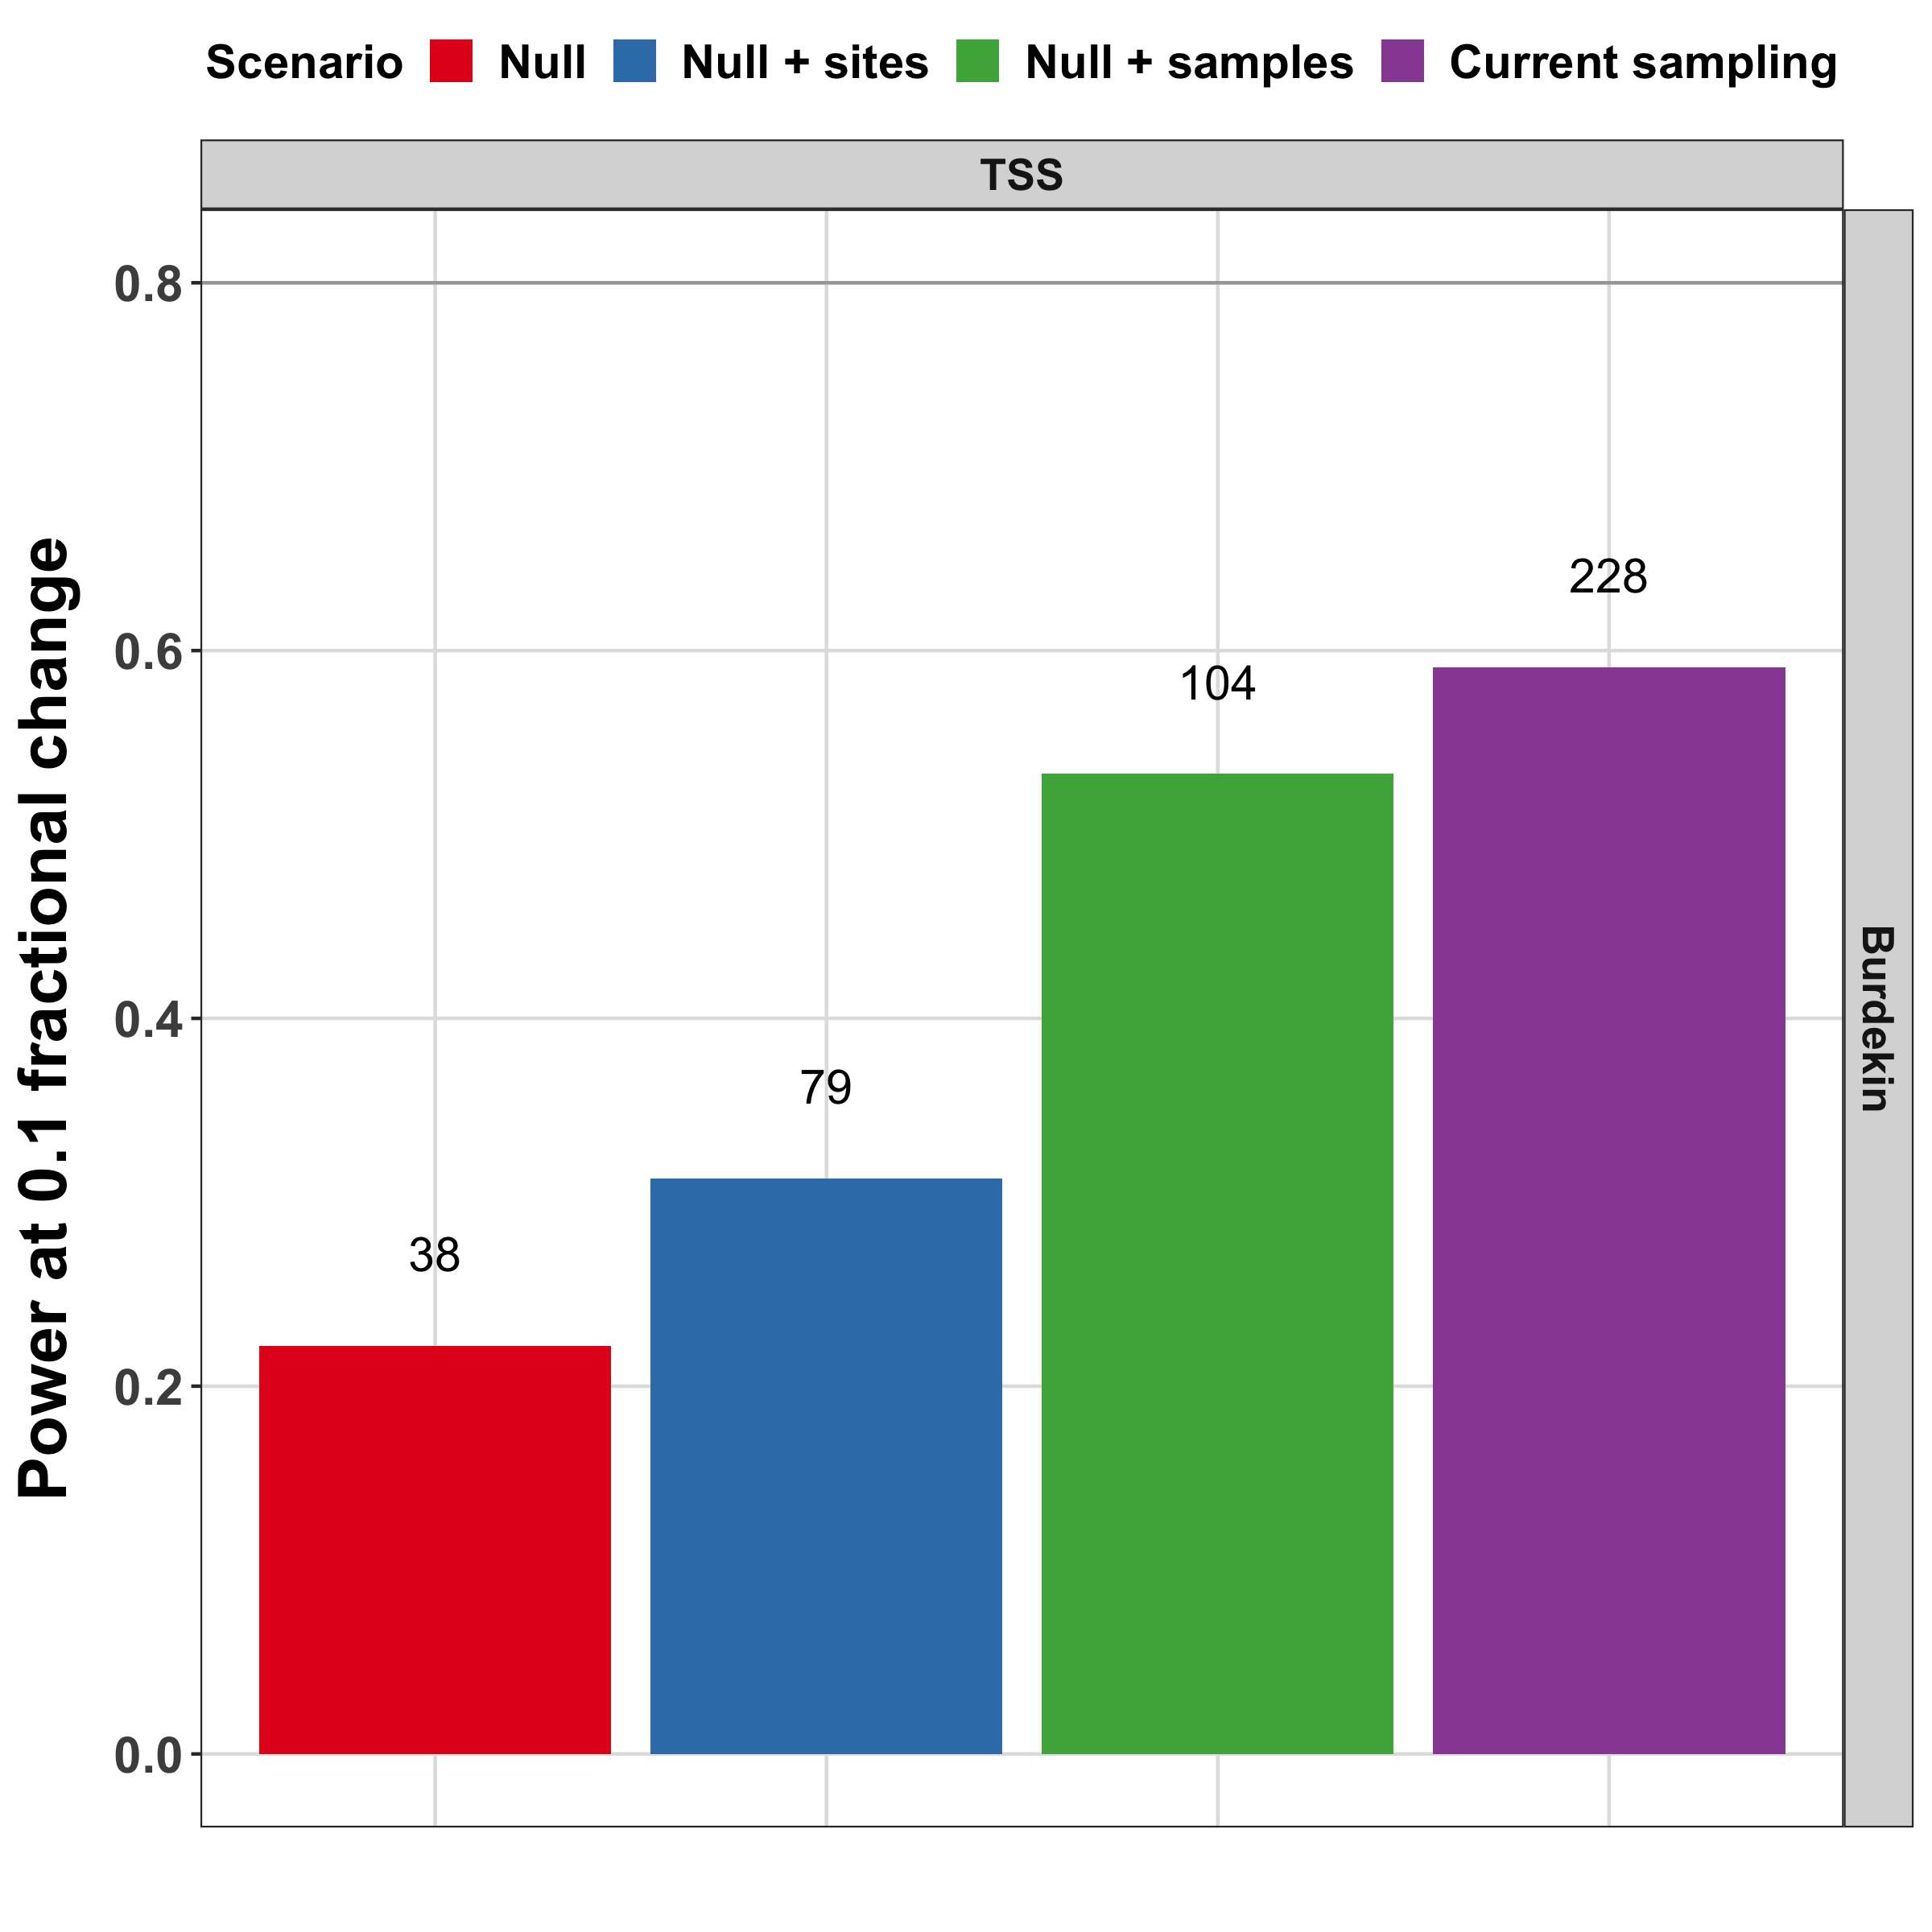 Scenario Null Null + sites Null + samples Current sampling
TSS
Power at 0.1 fractional change
0.8
0.6
0.4
0.2
0.0
228
104
79
38
Burdekin